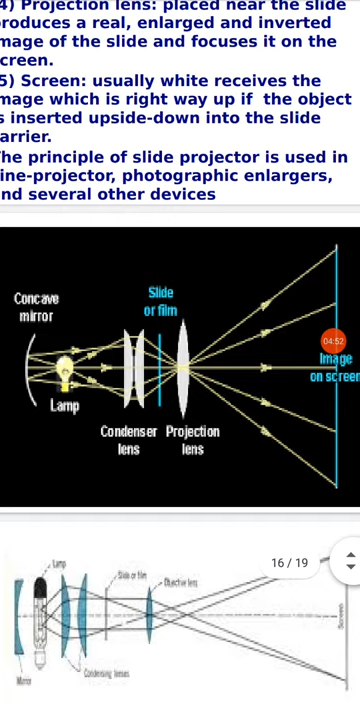 4) Projection lens: placed near the slide
roduces a real, enlarged and inverted
mage of the slide and focuses it on the
creen.
5) Screen: usually white receives the
mage which is right way up if the object
s inserted upside-down into the slide
arrier.
he principle of slide projector is used in
ine-projector, photographic enlargers,
nd several other devices
Concave
mirror
Slide
or film
04:52
Image
on screen
Lamp
Condenser
lens
Projection
lens
16 / 19
Lamp
Slide or film
Objective lens
Screen
Condensing lenses
Mirror